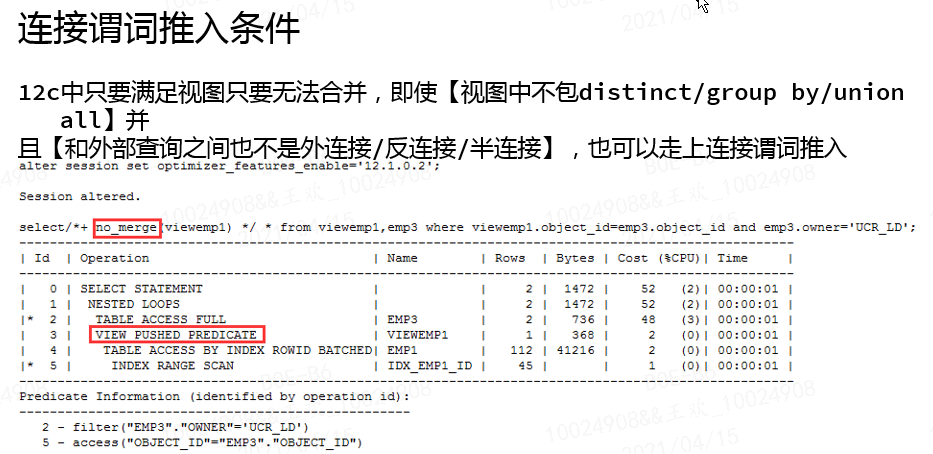 连接谓词推入条件
12c中只要满足视图只要无法合并，即使【视图中不包distinct/group by/union
all】并
且【和外部查询之间也不是外连接/反连接/半连接】，也可以走上连接谓词推入
alter session set optimizer_features_enable='12.1.0.2';
Session altered.
select/*+ no_merge(viewemp1) */ * from viewemp1,emp3 where viewemp1.object_id=emp3.object_id and emp3.owner='UCR_LD';
| Id | Operation | Name | Rows | Bytes | Cost (%CPU)| Time |
| 0 | SELECT STATEMENT | | 2 | 1472 | 52 (2)| 00:00:01 |
| 1 | NESTED LOOPS | | 2 | 1472 | 52 (2)| 00:00:01 |
|* 2 | TABLE ACCESS FULL | EMP3 | 2 | 736 | 48 (3)| 00:00:01 |
| 3 | VIEW PUSHED PREDICATE | VIEWEMP1 | 1 | 368 | 2 (0)| 00:00:01 |
| 4 | TABLE ACCESS BY INDEX ROWID BATCHED| EMP1 | 112 | 41216 | 2 (0)| 00:00:01 |
|* 5 | INDEX RANGE SCAN | IDX_EMP1_ID | 45 | | 1 (0)| 00:00:01 |
Predicate Information (identified by operation id):
2 - filter("EMP3"."OWNER"='UCR_LD')
5 - access("OBJECT_ID"="EMP3"."OBJECT_ID")